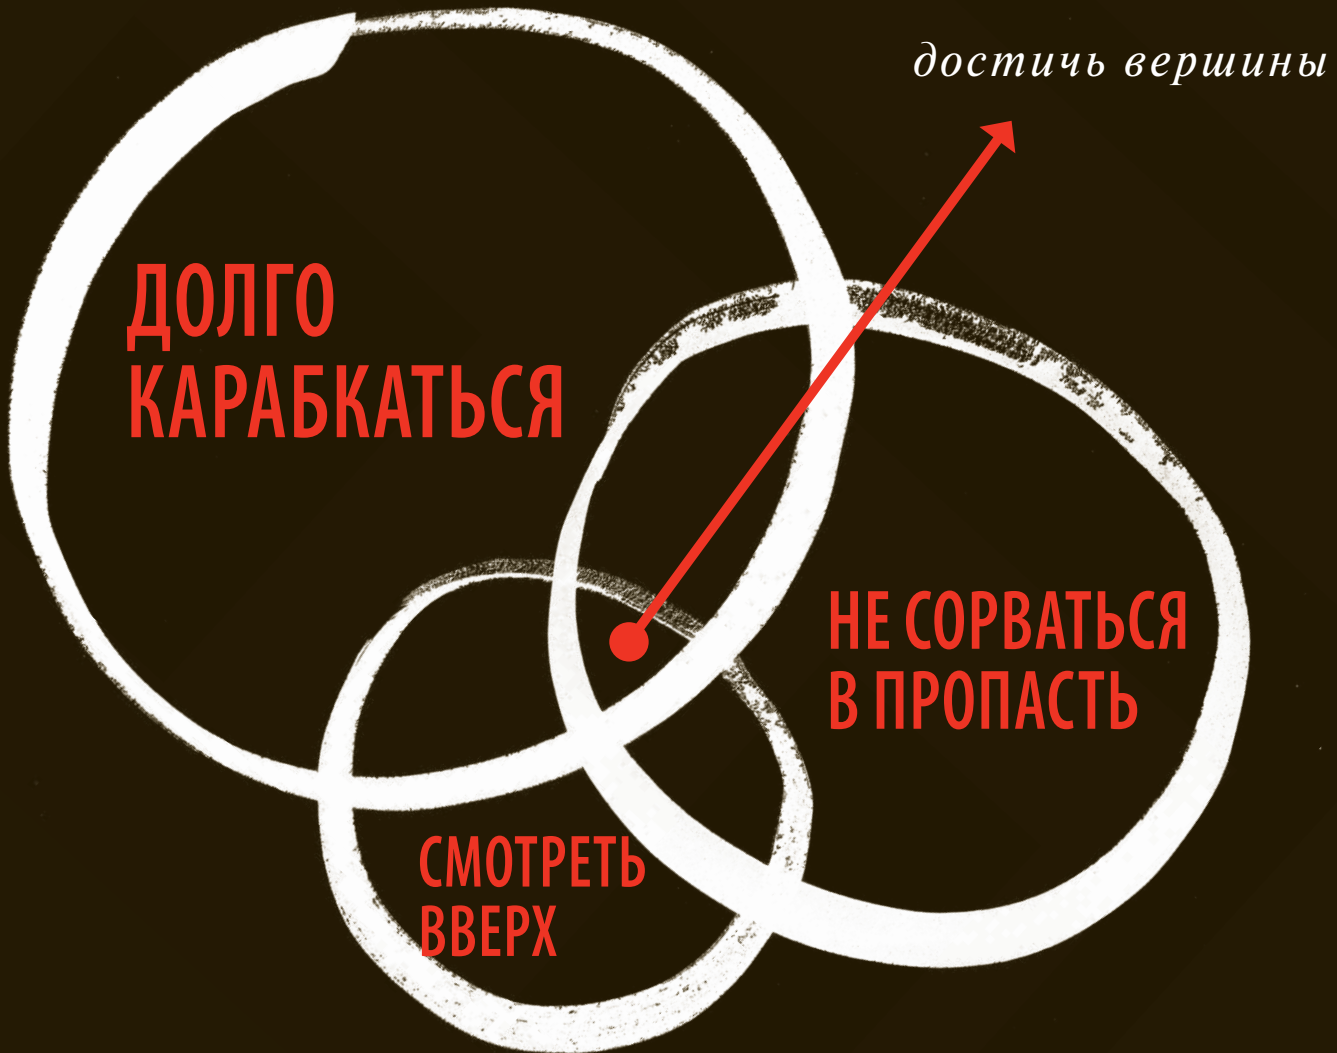 достичь вершины
ДОЛГО
КАРАБКАТЬСЯ
НЕ СОРВАТЬСЯ
В ПРОПАСТЬ
СМОТРЕТЬ
ВВЕРХ